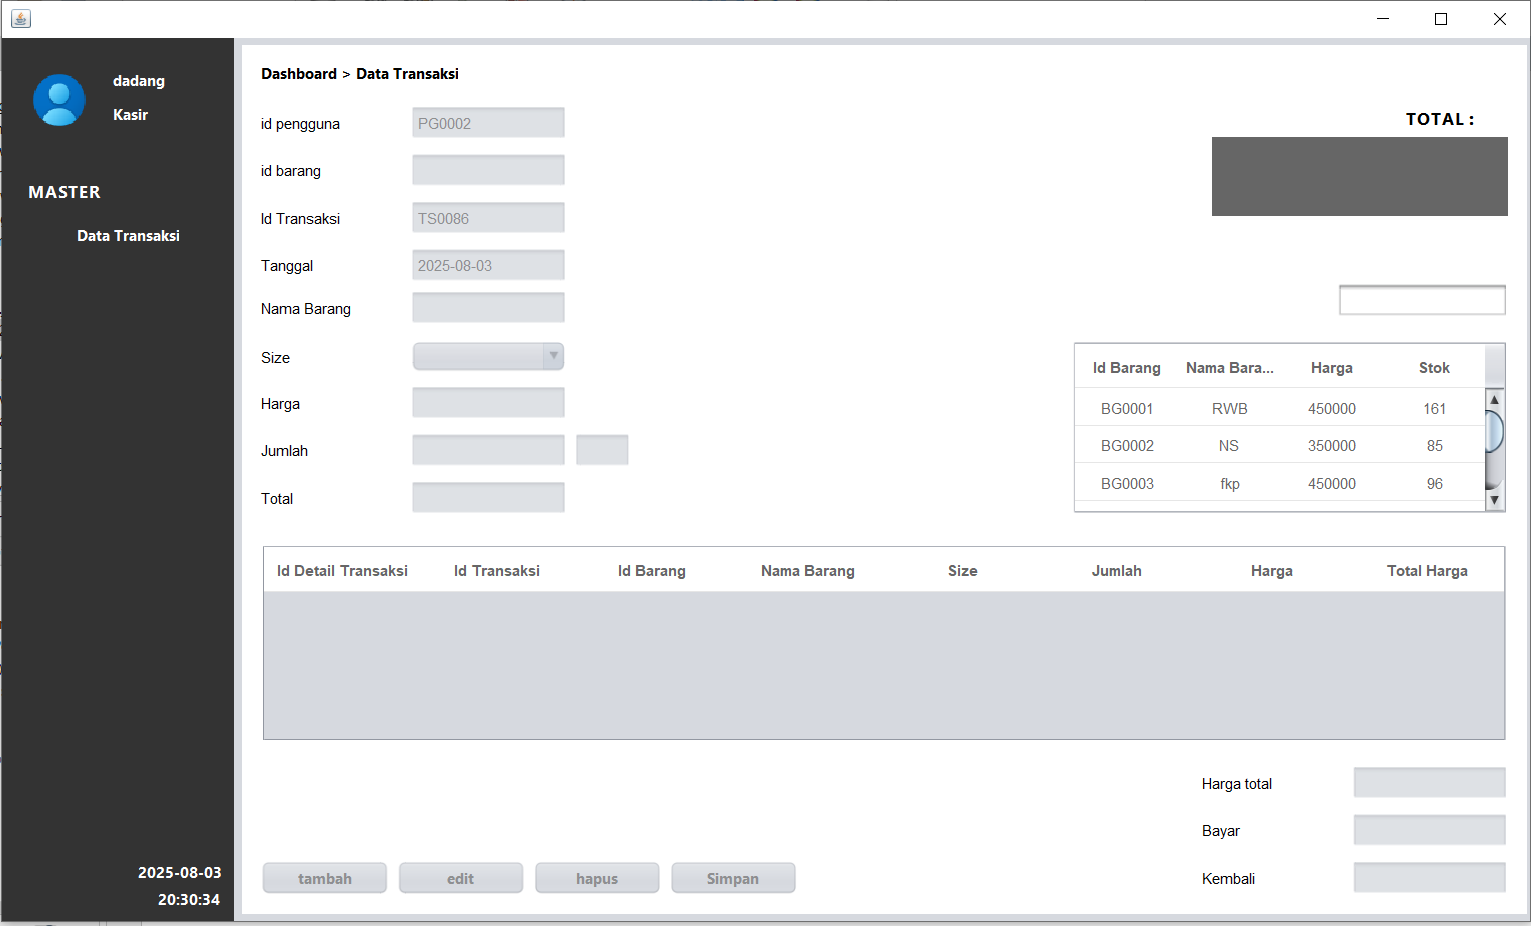 dadang
Kasir
MASTER
Data Transaksi
2025-08-03
20:30:34
Dashboard > Data Transaksi
id pengguna PG0002
id barang
Id Transaksi TS0086
Tanggal 2025-08-03
Nama Barang
Size
Harga
Jumlah
Total
TOTAL :
Id Barang Nama Bara... Harga Stok
BG0001 RWB 450000 161
BG0002 NS 350000 85
BG0003 fkp 450000 96
Id Detail Transaksi Id Transaksi Id Barang Nama Barang Size Jumlah Harga Total Harga
Harga total
Bayar
Kembali
tambah edit hapus Simpan